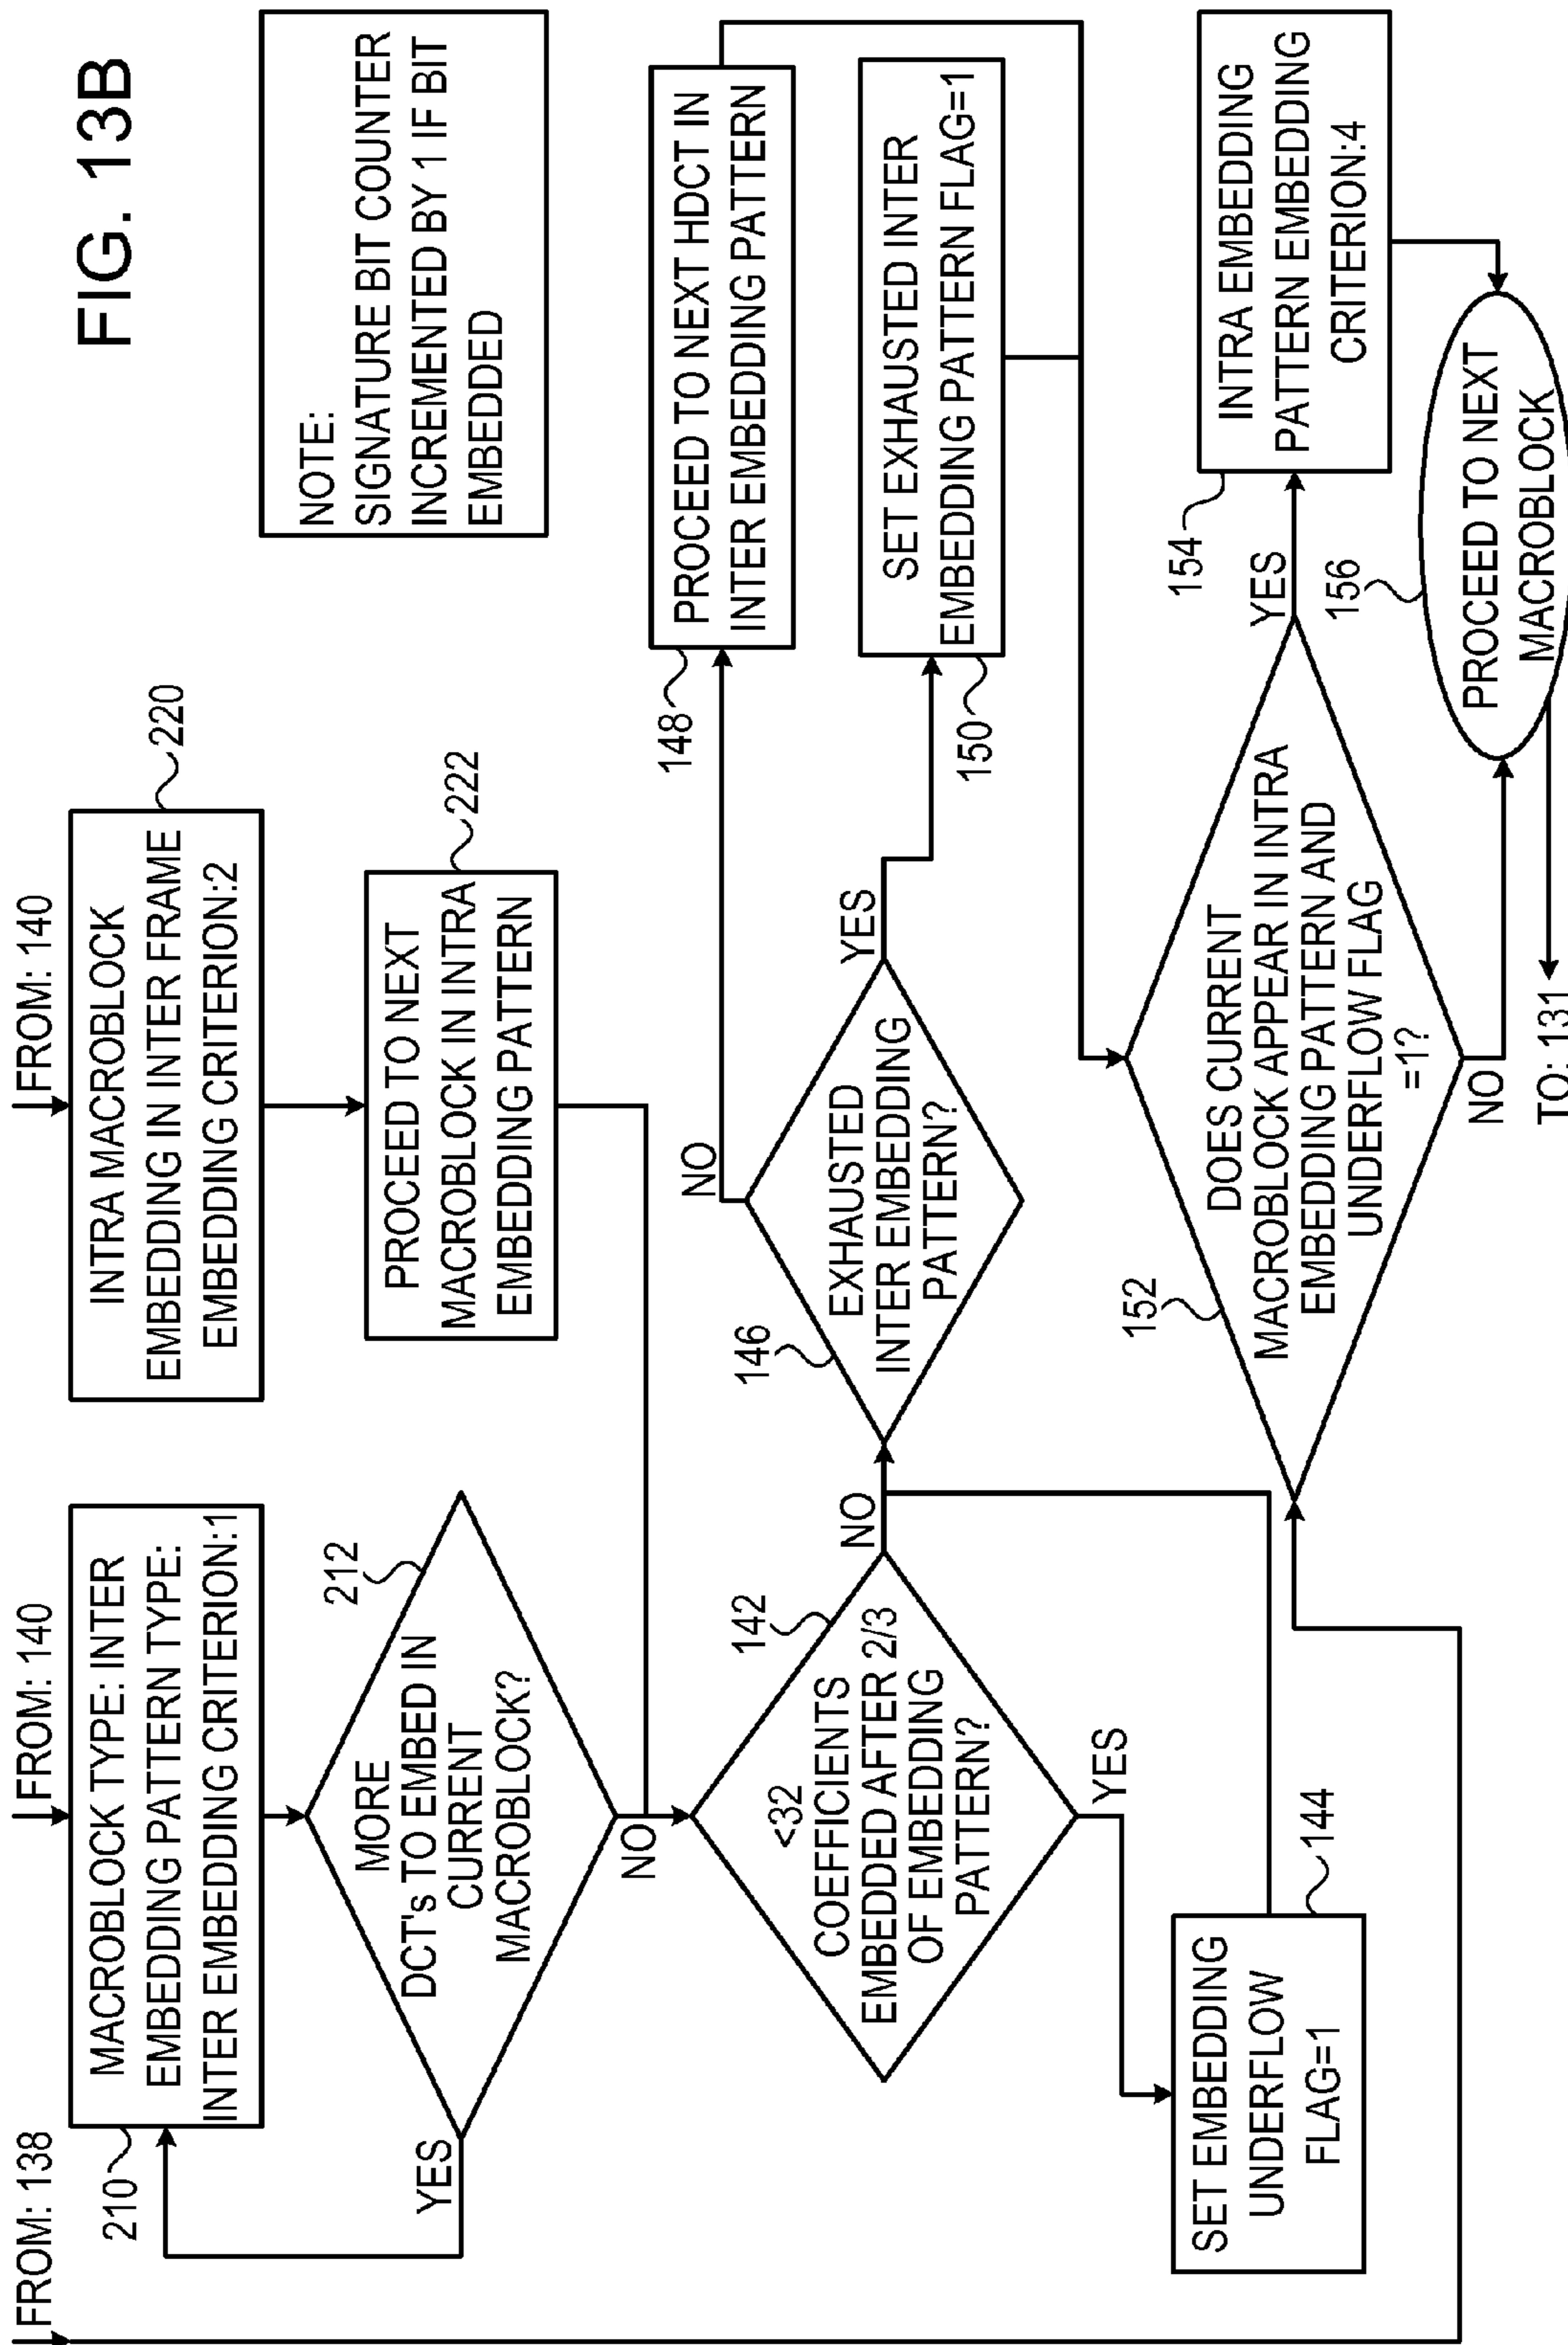 FIG. 13B
NOTE:
SIGNATURE BIT COUNTER
INCREMENTED BY 1 IF BIT
EMBEDDED
FROM: 138
FROM: 140
FROM: 140
210
MACROBLOCK TYPE: INTER
EMBEDDING PATTERN TYPE:
INTER EMBEDDING CRITERION:1
220
INTRA MACROBLOCK
EMBEDDING IN INTER FRAME
EMBEDDING CRITERION:2
212
MORE
DCT's TO EMBED IN
CURRENT
MACROBLOCK?
YES
NO
222
PROCEED TO NEXT
MACROBLOCK IN INTRA
EMBEDDING PATTERN
142
<32
COEFFICIENTS
EMBEDDED AFTER 2/3
OF EMBEDDING
PATTERN?
NO
YES
144
SET EMBEDDING
UNDERFLOW
FLAG=1
146
EXHAUSTED
INTER EMBEDDING
PATTERN?
NO
YES
148
PROCEED TO NEXT HDCT IN
INTER EMBEDDING PATTERN
150
SET EXHAUSTED INTER
EMBEDDING PATTERN FLAG=1
152
DOES CURRENT
MACROBLOCK APPEAR IN INTRA
EMBEDDING PATTERN AND
UNDERFLOW FLAG
=1?
YES
NO
154
INTRA EMBEDDING
PATTERN EMBEDDING
CRITERION:4
156
PROCEED TO NEXT
MACROBLOCK
TO: 131